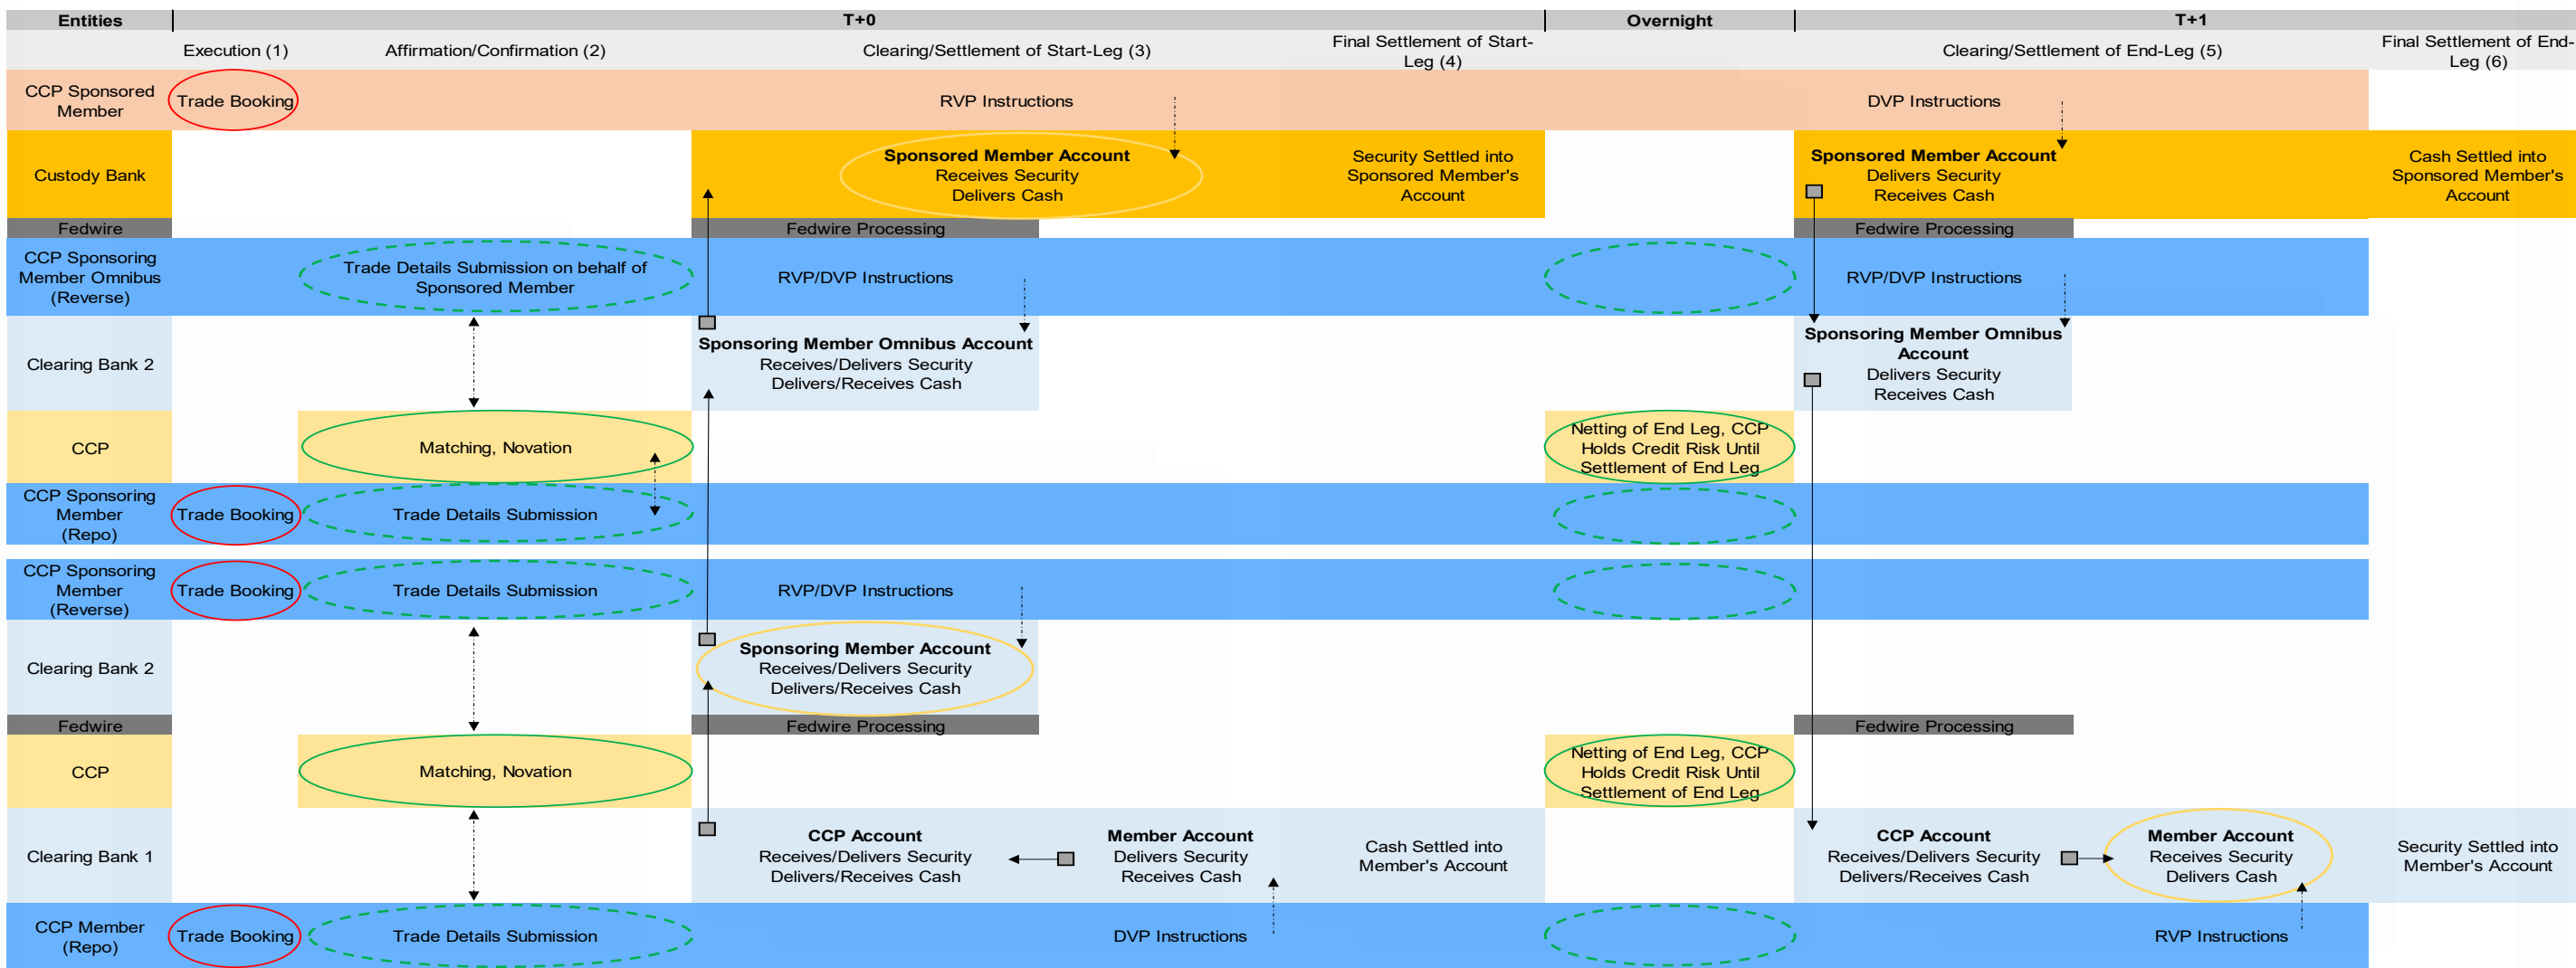 Entities
T+0
Overnight
T+1
Execution (1)
Affirmation/Confirmation (2)
Clearing/Settlement of Start-Leg (3)
Final Settlement of Start-
Leg (4)
Clearing/Settlement of End-Leg (5)
Final Settlement of End-
Leg (6)
CCP Sponsored
Member
Trade Booking
RVP Instructions
DVP Instructions
Custody Bank
Sponsored Member Account
Receives Security
Delivers Cash
Security Settled into
Sponsored Member's
Account
Sponsored Member Account
Delivers Security
Receives Cash
Cash Settled into
Sponsored Member's
Account
Fedwire
Fedwire Processing
Fedwire Processing
CCP Sponsoring
Member Omnibus
(Reverse)
Trade Details Submission on behalf of
Sponsored Member
RVP/DVP Instructions
RVP/DVP Instructions
Clearing Bank 2
Sponsoring Member Omnibus Account
Receives/Delivers Security
Delivers/Receives Cash
Sponsoring Member Omnibus
Account
Delivers Security
Receives Cash
CCP
Matching, Novation
Netting of End Leg, CCP
Holds Credit Risk Until
Settlement of End Leg
CCP Sponsoring
Member
(Repo)
Trade Booking
Trade Details Submission
CCP Sponsoring
Member
(Reverse)
Trade Booking
Trade Details Submission
RVP/DVP Instructions
Clearing Bank 2
Sponsoring Member Account
Receives/Delivers Security
Delivers/Receives Cash
Fedwire
Fedwire Processing
Fedwire Processing
CCP
Matching, Novation
Netting of End Leg, CCP
Holds Credit Risk Until
Settlement of End Leg
Clearing Bank 1
CCP Account
Receives/Delivers Security
Delivers/Receives Cash
Member Account
Delivers Security
Receives Cash
Cash Settled into
Member's Account
CCP Account
Receives/Delivers Security
Delivers/Receives Cash
Member Account
Receives Security
Delivers Cash
Security Settled into
Member's Account
CCP Member
(Repo)
Trade Booking
Trade Details Submission
DVP Instructions
RVP Instructions